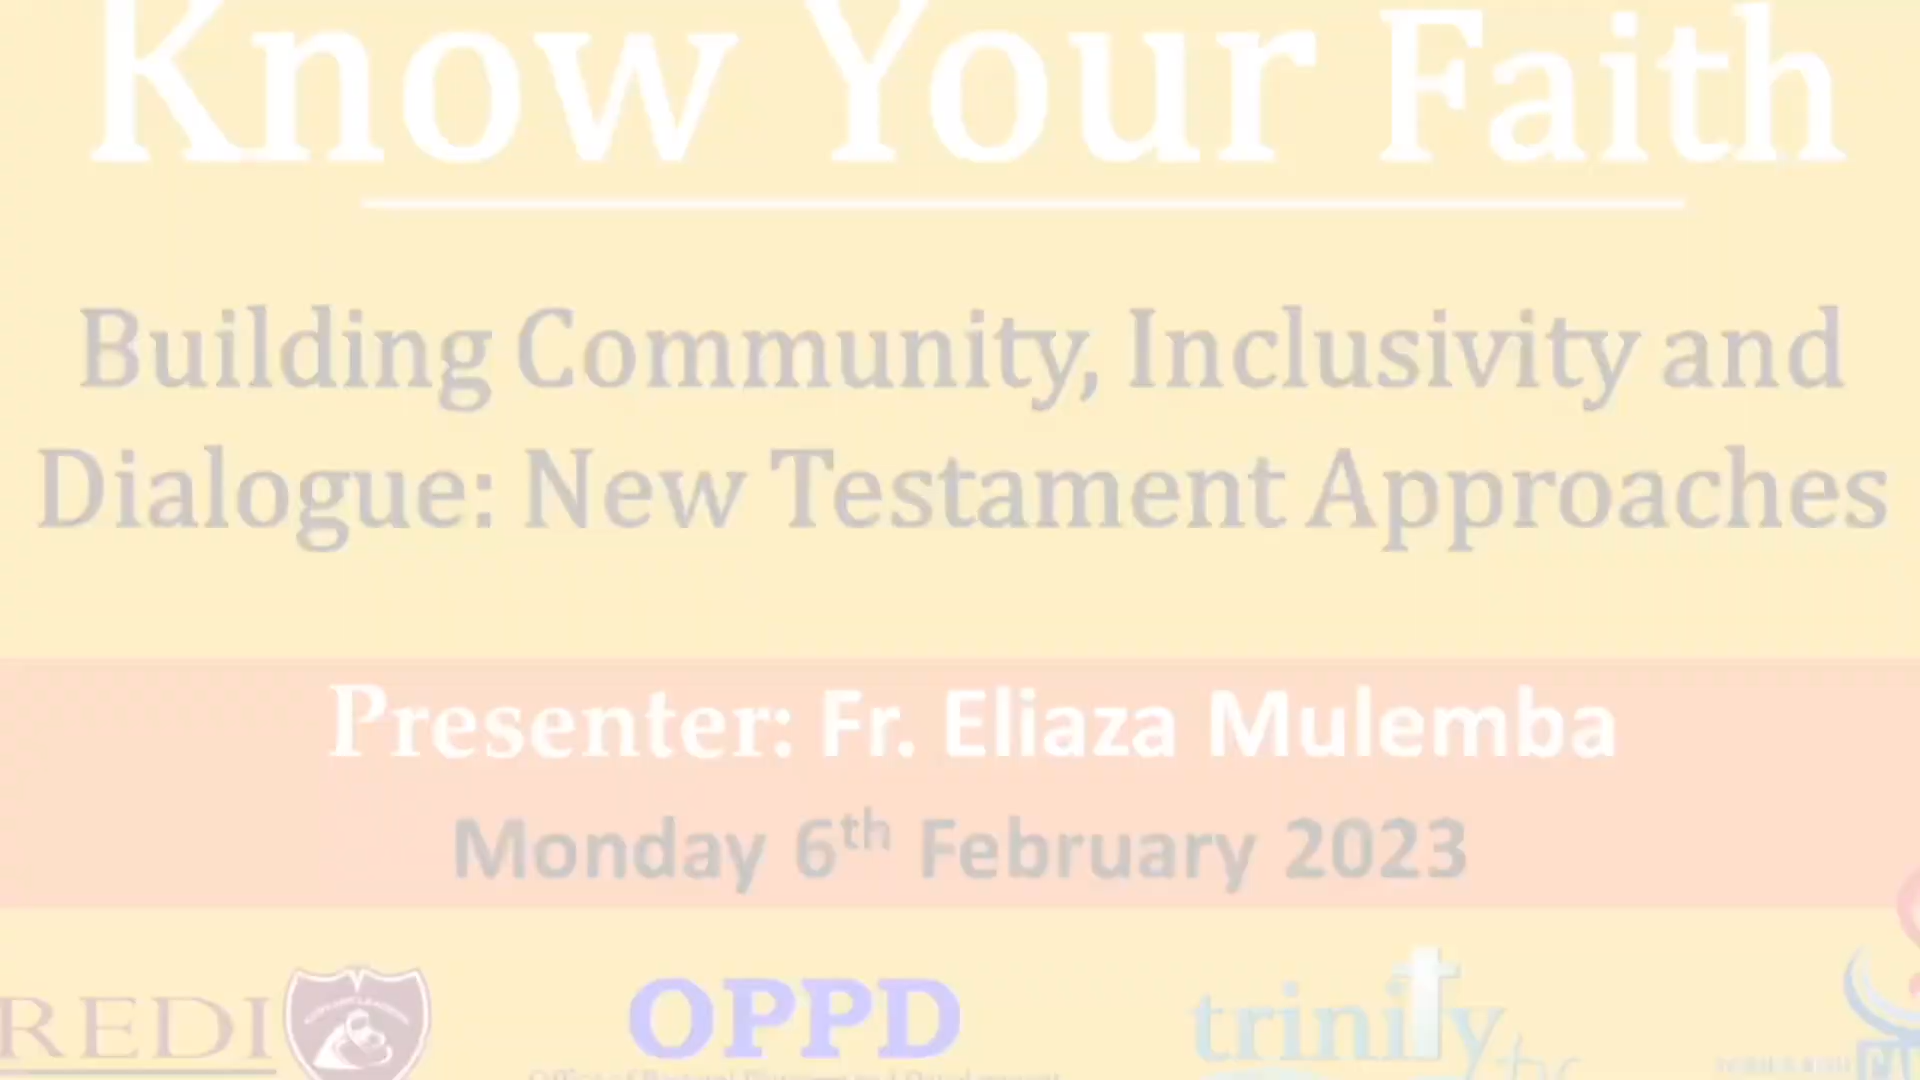 Know Your Faith
Building Community, Inclusivity and
Dialogue: New Testament Approaches
Presenter: Fr. Eliaza Mulemba
Monday 6th February 2023
REDI
OPPD
trinity